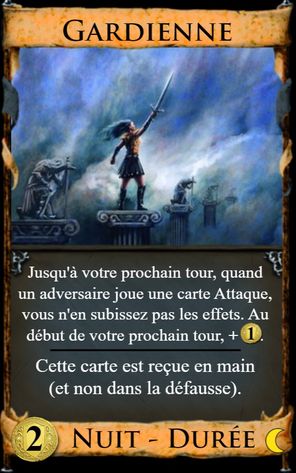 GARDIENNE
Jusqu'à votre prochain tour, quand
un adversaire joue une carte Attaque,
vous n'en subissez pas les effets. Au
début de votre prochain tour, + 1.
Cette carte est reçue en main
(et non dans la défausse).
2 NUIT - DURÉE